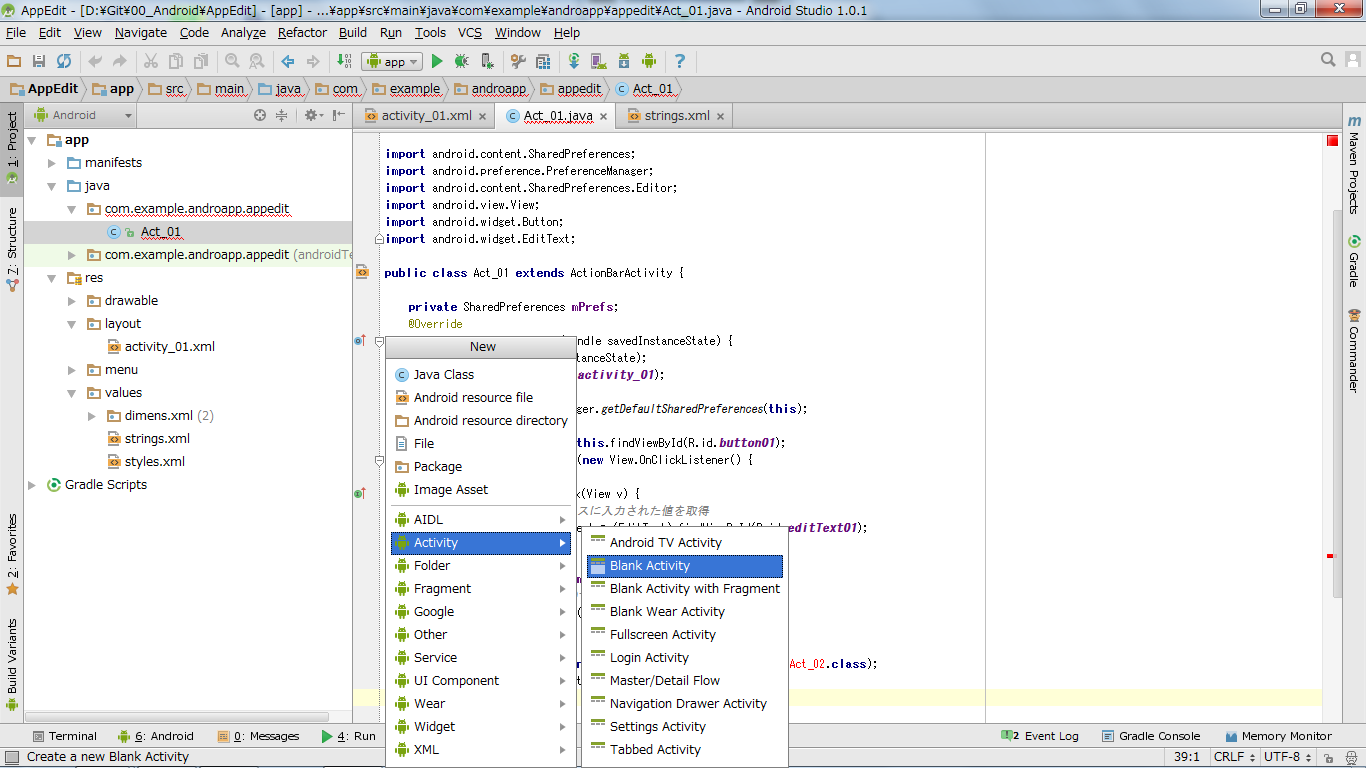 AppEdit - [D:¥Git¥00_Android¥AppEdit] - [app] - ...¥app¥src¥main¥java¥com¥example¥androapp¥appedit¥Act_01.java - Android Studio 1.0.1
File Edit View Navigate Code Analyze Refactor Build Run Tools VCS Window Help
app
AppEdit app src main java com example androapp appedit Act_01
Android
activity_01.xml Act_01.java strings.xml
1: Project
7: Structure
2: Favorites
Build Variants
app
manifests
java
com.example.androapp.appedit
Act_01
com.example.androapp.appedit (androidTe
res
drawable
layout
activity_01.xml
menu
values
dimens.xml (2)
strings.xml
styles.xml
Gradle Scripts
import android.content.SharedPreferences;
import android.preference.PreferenceManager;
import android.content.SharedPreferences.Editor;
import android.view.View;
import android.widget.Button;
import android.widget.EditText;
public class Act_01 extends ActionBarActivity {
private SharedPreferences mPrefs;
@Override
ndle savedInstanceState) {
tanceState);
activity_01);
ger.getDefaultSharedPreferences(this);
this.findViewById(R.id.button01);
(new View.OnClickListener() {
k(View v) {
スに入力された値を取得
editText01);
Act_02.class);
New
Java Class
Android resource file
Android resource directory
File
Package
Image Asset
AIDL
Activity
Folder
Fragment
Google
Other
Service
UI Component
Wear
Widget
XML
Android TV Activity
Blank Activity
Blank Activity with Fragment
Blank Wear Activity
Fullscreen Activity
Login Activity
Master/Detail Flow
Navigation Drawer Activity
Settings Activity
Tabbed Activity
m
Maven Projects
Gradle
Commander
Terminal 6: Android 0: Messages 4: Run 2 Event Log Gradle Console Memory Monitor
Create a new Blank Activity 39:1 CRLF UTF-8